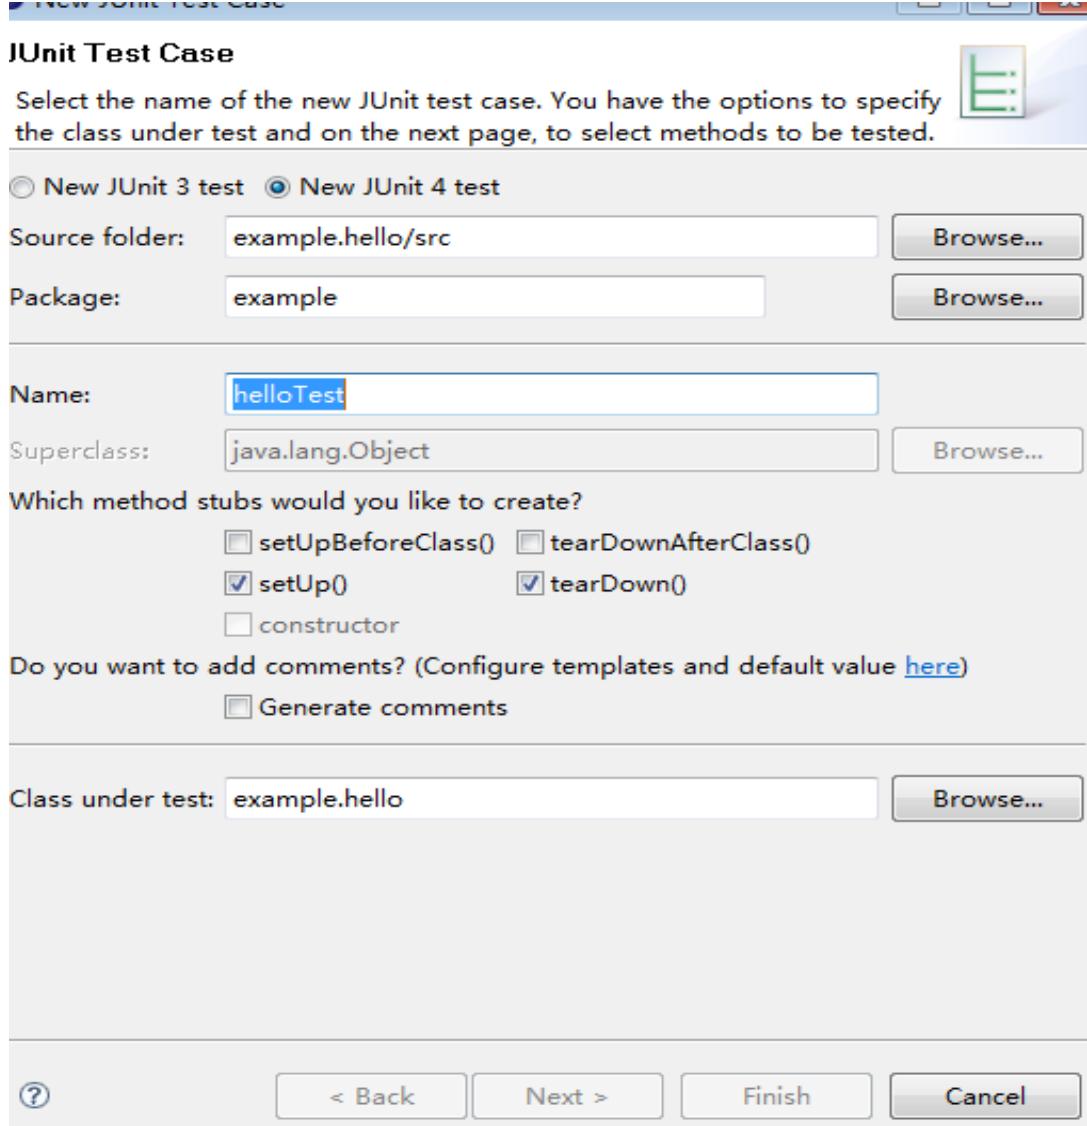 New JUnit Test Case
JUnit Test Case
Select the name of the new JUnit test case. You have the options to specify
the class under test and on the next page, to select methods to be tested.
New JUnit 3 test New JUnit 4 test
Source folder: example.hello/src Browse...
Package: example Browse...
Name: helloTest
Superclass: java.lang.Object Browse...
Which method stubs would you like to create?
setUpBeforeClass() tearDownAfterClass()
setUp() tearDown()
constructor
Do you want to add comments? (Configure templates and default value here)
Generate comments
Class under test: example.hello Browse...
? < Back Next > Finish Cancel